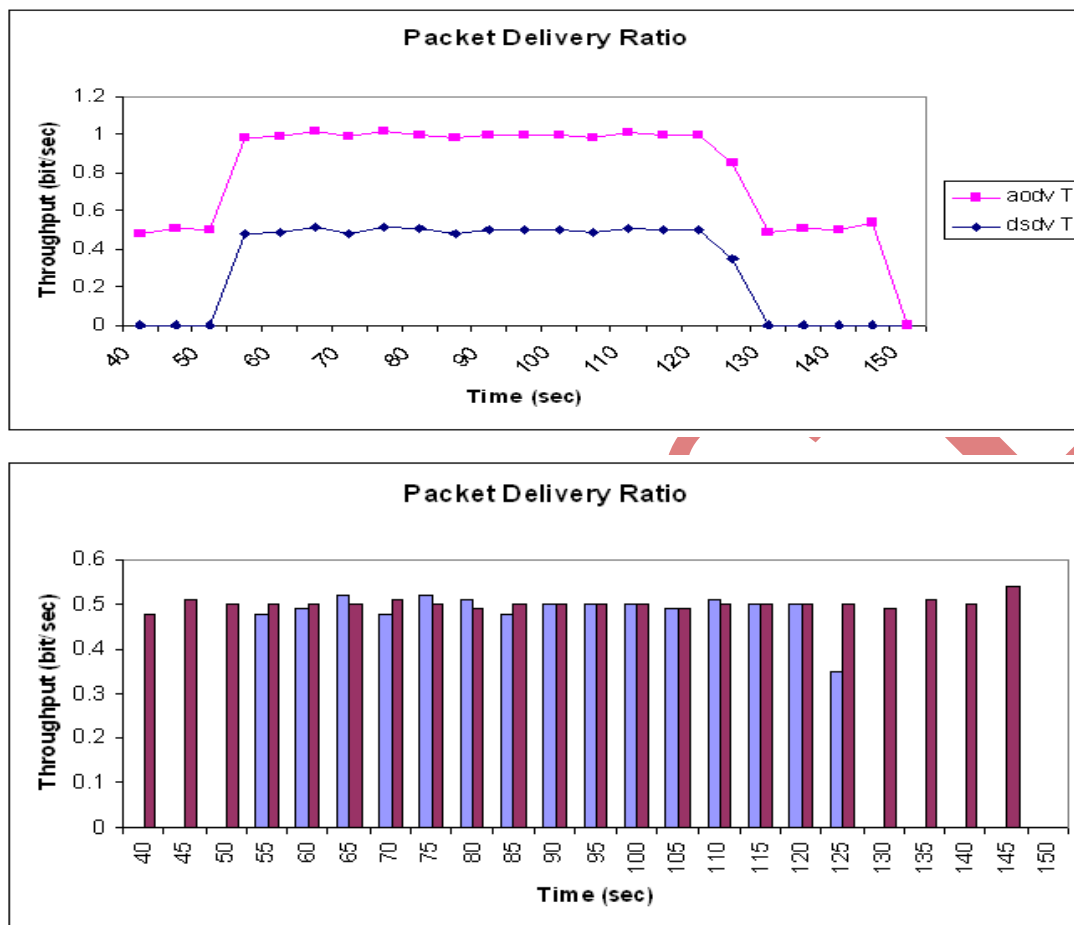 Packet Delivery Ratio
Throughput (bit/sec)
1.2
1
0.8
0.6
0.4
0.2
0
40 50 60 70 80 90 100 110 120 130 140 150
Time (sec)
aodv T
dsdv T
Packet Delivery Ratio
Throughput (bit/sec)
0.6
0.5
0.4
0.3
0.2
0.1
0
40 45 50 55 60 65 70 75 80 85 90 95 100 105 110 115 120 125 130 135 140 145 150
Time (sec)